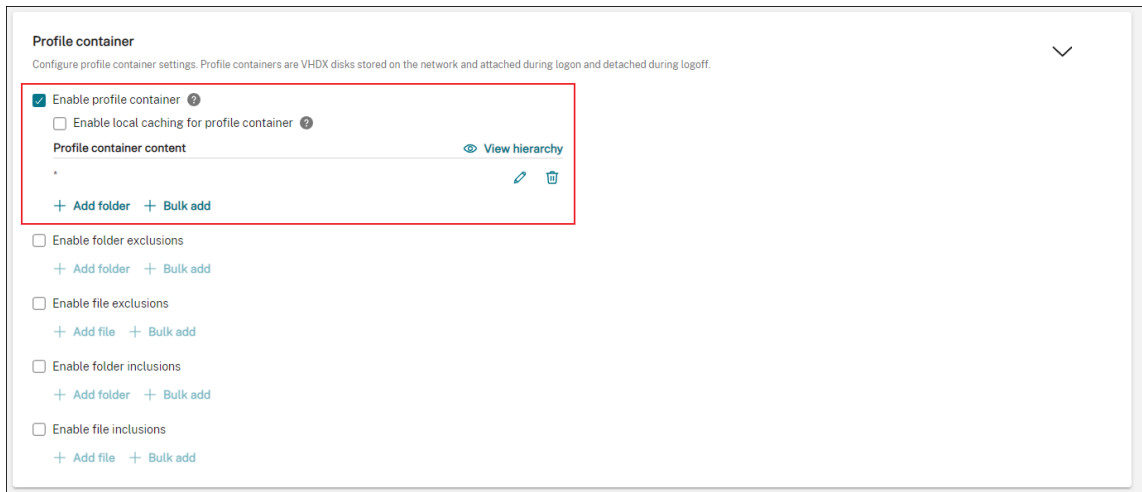 Profile container
Configure profile container settings. Profile containers are VHDX disks stored on the network and attached during logon and detached during logoff.
Enable profile container ?
Enable local caching for profile container ?
Profile container content View hierarchy
*
+ Add folder + Bulk add
Enable folder exclusions
+ Add folder + Bulk add
Enable file exclusions
+ Add file + Bulk add
Enable folder inclusions
+ Add folder + Bulk add
Enable file inclusions
+ Add file + Bulk add